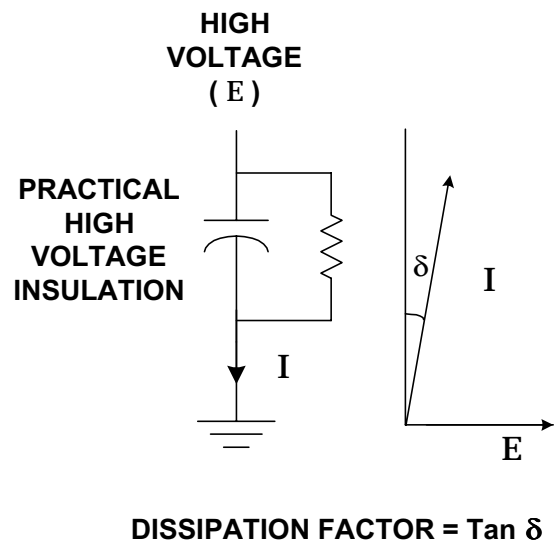 HIGH
VOLTAGE
( E )
PRACTICAL
HIGH
VOLTAGE
INSULATION
I
δ
I
E
DISSIPATION FACTOR = Tan δ